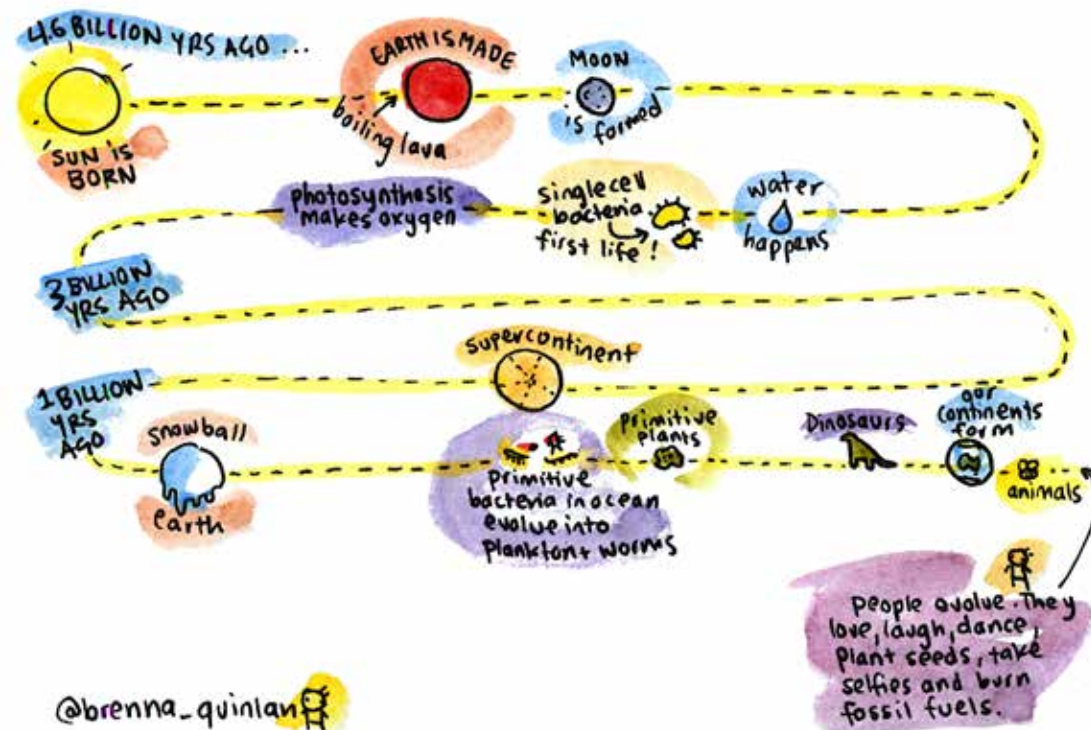 4.6 BILLION YRS AGO ...
SUN IS
BORN
EARTH IS MADE
boiling lava
MOON
is formed
water
happens
single cell
bacteria
first life!
photosynthesis
makes oxygen
3 BILLION
YRS AGO
supercontinent
1 BILLION
YRS
AGO
snowball
earth
primitive
bacteria in ocean
evolve into
plankton + worms
primitive
plants
Dinosaurs
our
continents
form
animals
people evolve. They
love, laugh, dance,
plant seeds, take
selfies and burn
fossil fuels.
@brenna_quinlan